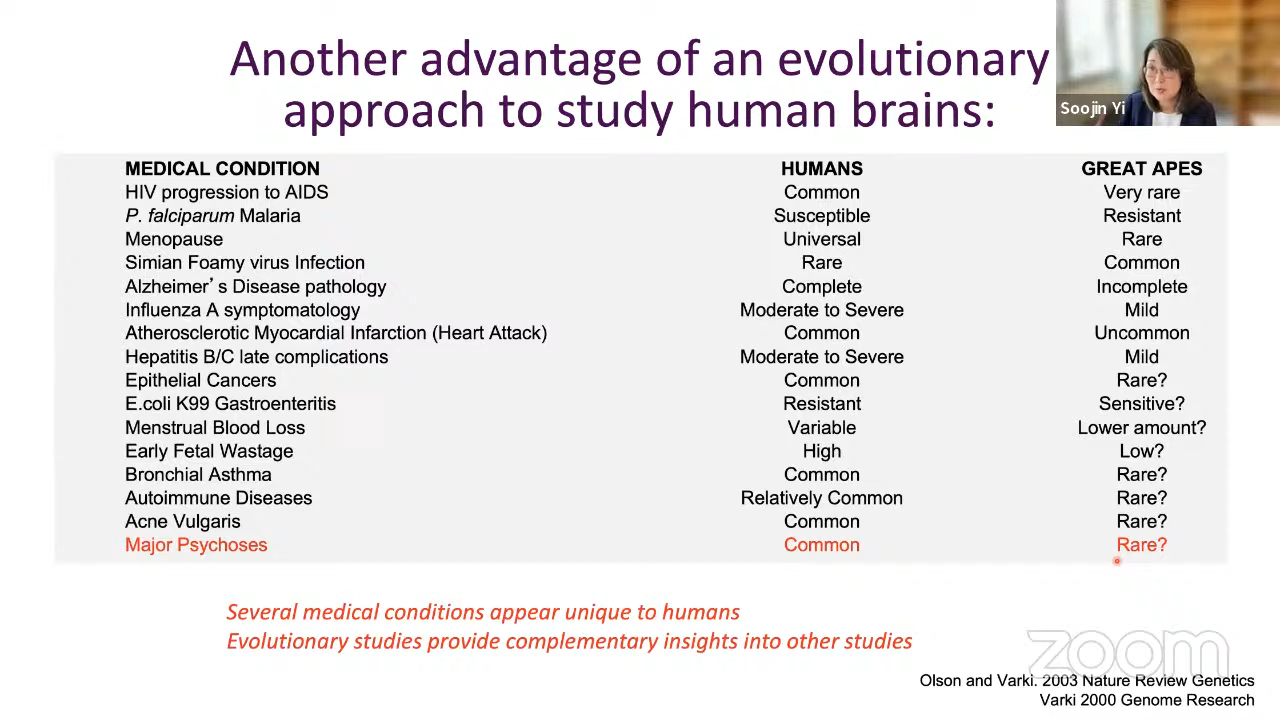 Another advantage of an evolutionary
approach to study human brains:
Soojin Yi
MEDICAL CONDITION HUMANS GREAT APES
HIV progression to AIDS Common Very rare
P. falciparum Malaria Susceptible Resistant
Menopause Universal Rare
Simian Foamy virus Infection Rare Common
Alzheimer's Disease pathology Complete Incomplete
Influenza A symptomatology Moderate to Severe Mild
Atherosclerotic Myocardial Infarction (Heart Attack) Common Uncommon
Hepatitis B/C late complications Moderate to Severe Mild
Epithelial Cancers Common Rare?
E.coli K99 Gastroenteritis Resistant Sensitive?
Menstrual Blood Loss Variable Lower amount?
Early Fetal Wastage High Low?
Bronchial Asthma Common Rare?
Autoimmune Diseases Relatively Common Rare?
Acne Vulgaris Common Rare?
Major Psychoses Common Rare?
Several medical conditions appear unique to humans
Evolutionary studies provide complementary insights into other studies
zoom
Olson and Varki. 2003 Nature Review Genetics
Varki 2000 Genome Research